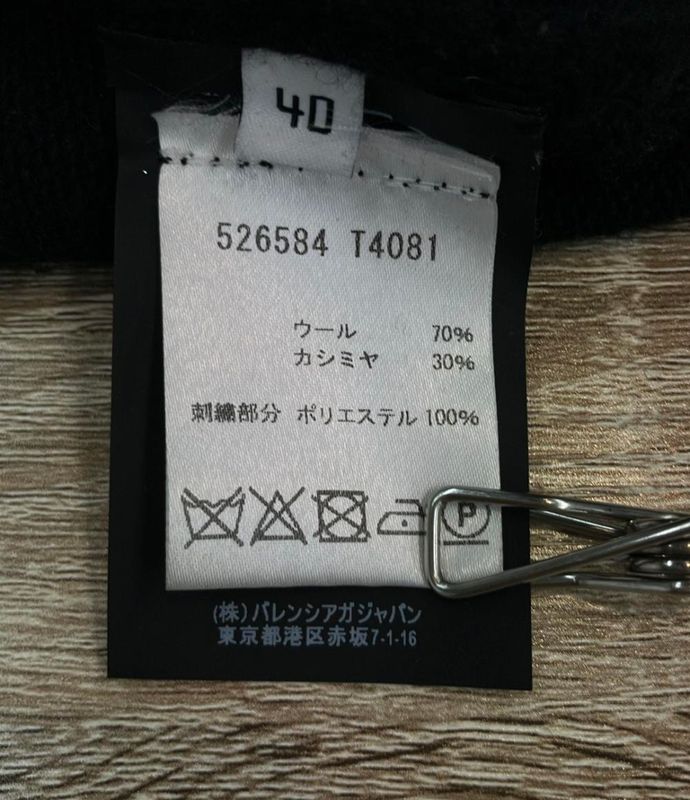 40
526584 T4081
ウール 70%
カシミヤ 30%
刺繍部分 ポリエステル 100%
P
(株)バレンシアガジャパン
東京都港区赤坂7-1-16